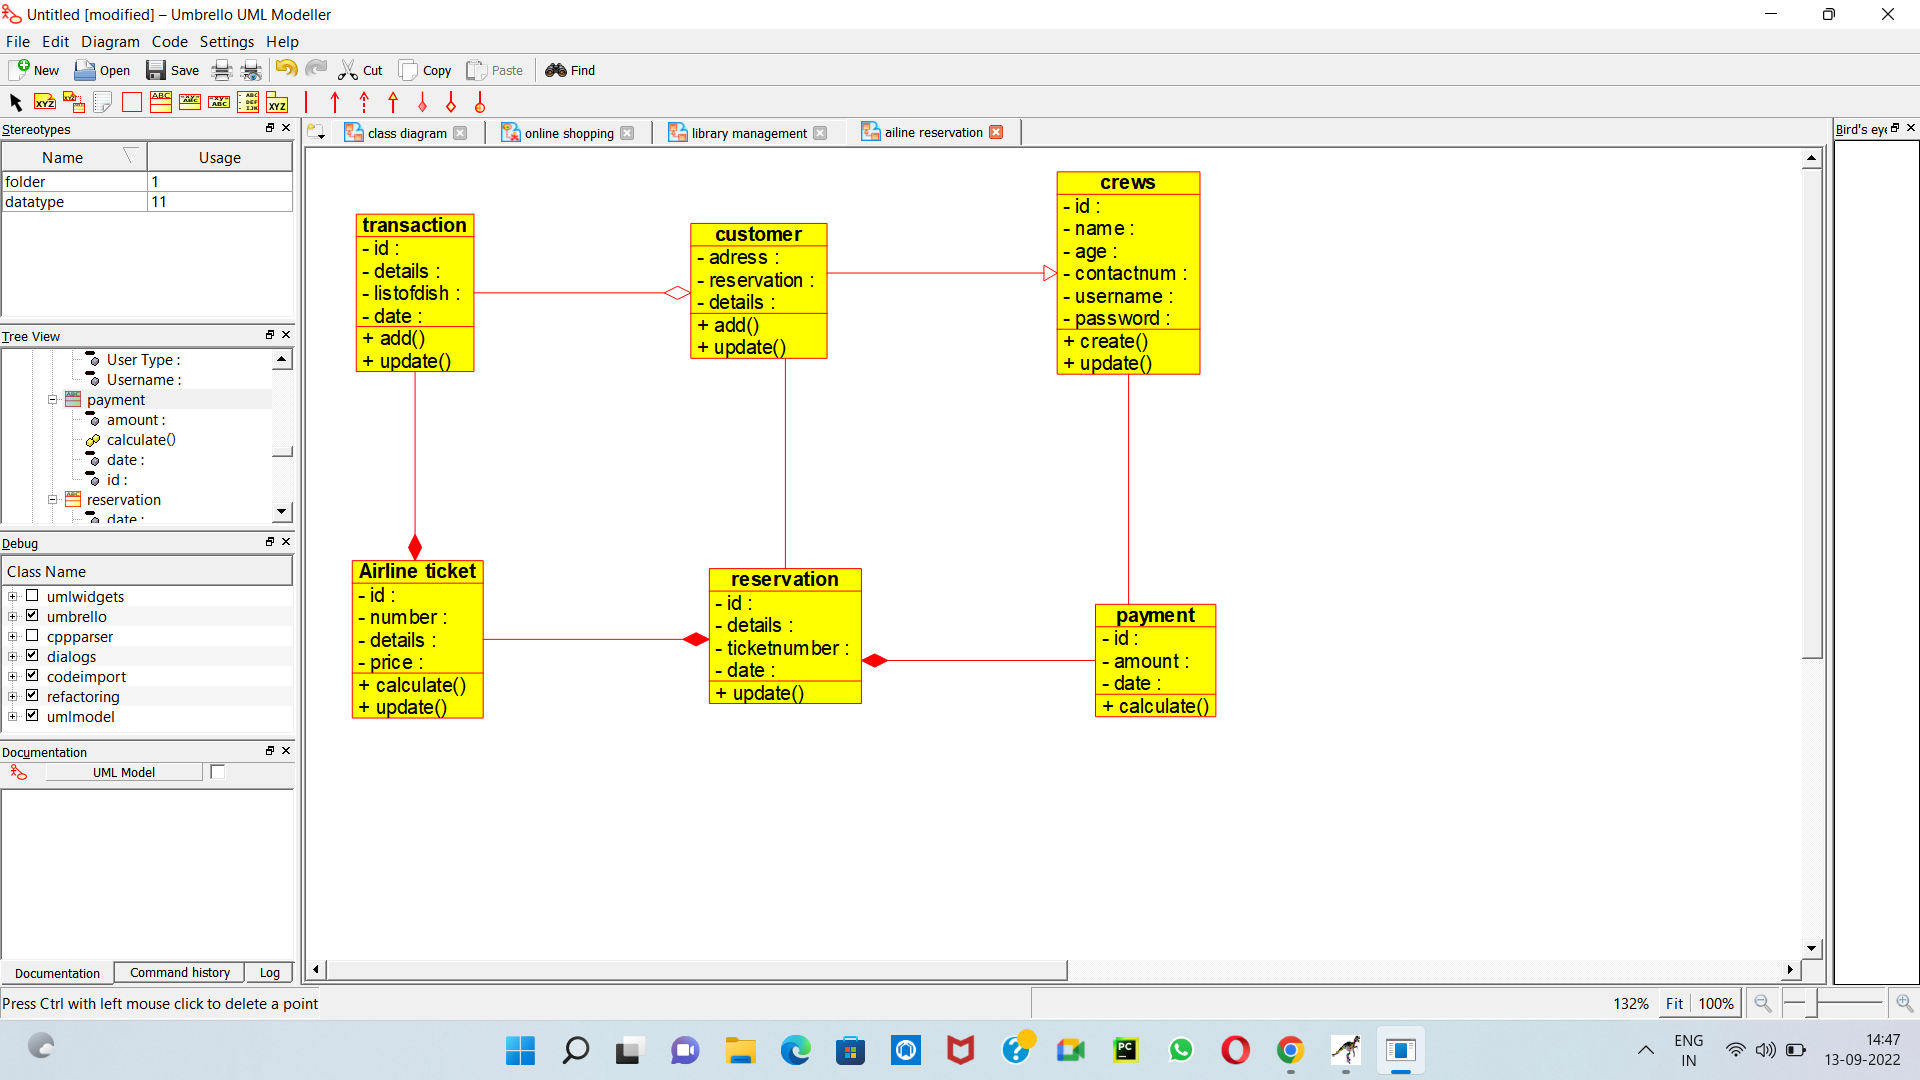 Untitled [modified] – Umbrello UML Modeller
File Edit Diagram Code Settings Help
New Open Save Cut Copy Paste Find
Stereotypes
Name Usage
folder 1
datatype 11
Tree View
User Type :
Username :
payment
amount :
calculate()
date :
id :
reservation
date :
Debug
Class Name
umlwidgets
umbrello
cppparser
dialogs
codeimport
refactoring
umlmodel
Documentation
UML Model
Documentation Command history Log
class diagram online shopping library management ailine reservation
Bird's eye
transaction
- id :
- details :
- listofdish :
- date :
+ add()
+ update()
customer
- adress :
- reservation :
- details :
+ add()
+ update()
crews
- id :
- name :
- age :
- contactnum :
- username :
- password :
+ create()
+ update()
Airline ticket
- id :
- number :
- details :
- price :
+ calculate()
+ update()
reservation
- id :
- details :
- ticketnumber :
- date :
+ update()
payment
- id :
- amount :
- date :
+ calculate()
Press Ctrl with left mouse click to delete a point
132% Fit 100%
ENG
IN
14:47
13-09-2022